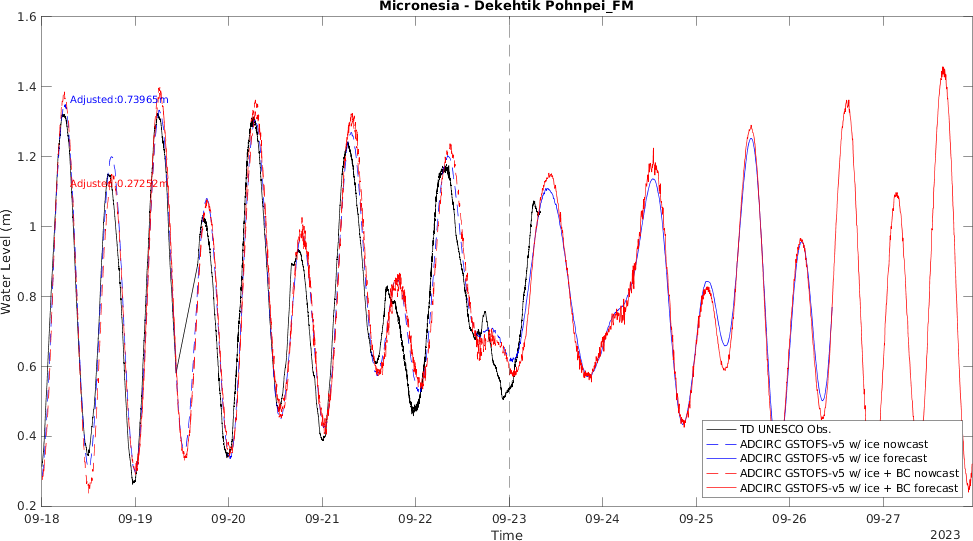 Micronesia - Dekehtik Pohnpei_FM
Water Level (m)
1.6
1.4
1.2
1
0.8
0.6
0.4
0.2
Adjusted:0.73965m
Adjusted:0.27252m
TD UNESCO Obs.
ADCIRC GSTOFS-v5 w/ ice nowcast
ADCIRC GSTOFS-v5 w/ ice forecast
ADCIRC GSTOFS-v5 w/ ice + BC nowcast
ADCIRC GSTOFS-v5 w/ ice + BC forecast
09-18 09-19 09-20 09-21 09-22 09-23 09-24 09-25 09-26 09-27
Time
2023